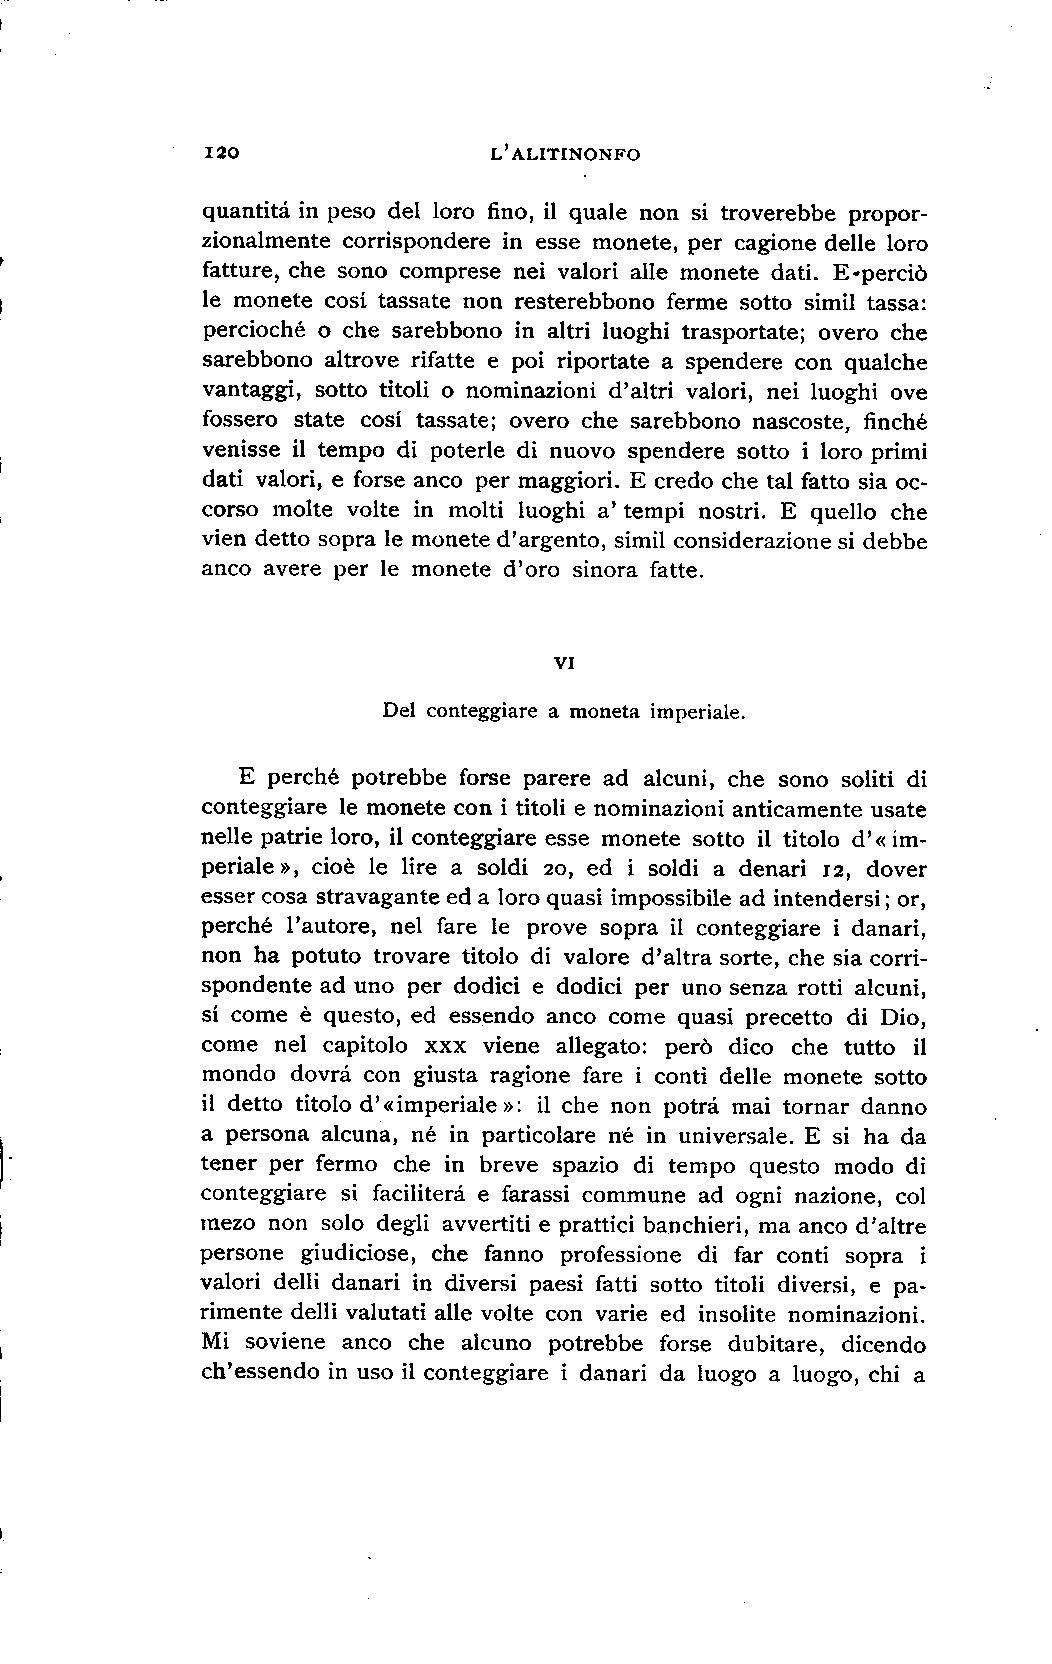 120 L'ALITINONFO
quantitá in peso del loro fino, il quale non si troverebbe propor-
zionalmente corrispondere in esse monete, per cagione delle loro
fatture, che sono comprese nei valori alle monete dati. E perciò
le monete cosí tassate non resterebbono ferme sotto simil tassa:
percioché o che sarebbono in altri luoghi trasportate; overo che
sarebbono altrove rifatte e poi riportate a spendere con qualche
vantaggi, sotto titoli o nominazioni d'altri valori, nei luoghi ove
fossero state cosí tassate; overo che sarebbono nascoste, finché
venisse il tempo di poterle di nuovo spendere sotto i loro primi
dati valori, e forse anco per maggiori. E credo che tal fatto sia oc-
corso molte volte in molti luoghi a' tempi nostri. E quello che
vien detto sopra le monete d'argento, simil considerazione si debbe
anco avere per le monete d'oro sinora fatte.
VI
Del conteggiare a moneta imperiale.
E perché potrebbe forse parere ad alcuni, che sono soliti di
conteggiare le monete con i titoli e nominazioni anticamente usate
nelle patrie loro, il conteggiare esse monete sotto il titolo d'« im-
periale », cioè le lire a soldi 20, ed i soldi a denari 12, dover
esser cosa stravagante ed a loro quasi impossibile ad intendersi; or,
perché l'autore, nel fare le prove sopra il conteggiare i danari,
non ha potuto trovare titolo di valore d'altra sorte, che sia corri-
spondente ad uno per dodici e dodici per uno senza rotti alcuni,
sí come è questo, ed essendo anco come quasi precetto di Dio,
come nel capitolo XXX viene allegato: però dico che tutto il
mondo dovrá con giusta ragione fare i conti delle monete sotto
il detto titolo d'«imperiale »: il che non potrá mai tornar danno
a persona alcuna, né in particolare né in universale. E si ha da
tener per fermo che in breve spazio di tempo questo modo di
conteggiare si faciliterá e farassi commune ad ogni nazione, col
mezo non solo degli avvertiti e prattici banchieri, ma anco d'altre
persone giudiciose, che fanno professione di far conti sopra i
valori delli danari in diversi paesi fatti sotto titoli diversi, e pa-
rimente delli valutati alle volte con varie ed insolite nominazioni.
Mi soviene anco che alcuno potrebbe forse dubitare, dicendo
ch'essendo in uso il conteggiare i danari da luogo a luogo, chi a